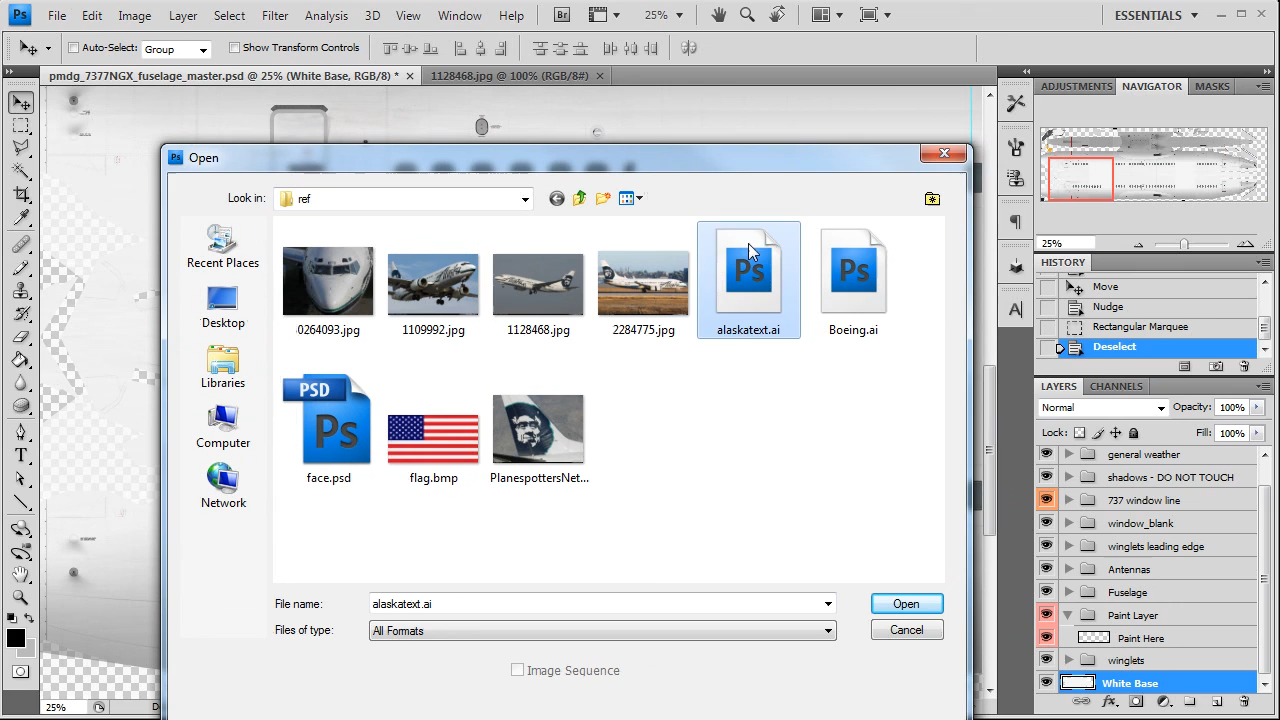 Ps File Edit Image Layer Select Filter Analysis 3D View Window Help Br 25% ESSENTIALS
Auto-Select: Group Show Transform Controls
pmdg_7377NGX_fuselage_master.psd @ 25% (White Base, RGB/8) * 1128468.jpg @ 100% (RGB/8#)
ADJUSTMENTS NAVIGATOR MASKS
25%
HISTORY
Move
Nudge
Rectangular Marquee
Deselect
LAYERS CHANNELS
Normal Opacity: 100%
Lock: Fill: 100%
general weather
shadows - DO NOT TOUCH
737 window line
window_blank
winglets leading edge
Antennas
Fuselage
Paint Layer
Paint Here
winglets
White Base
Ps Open
Look in: ref
Recent Places
Desktop
Libraries
Computer
Network
0264093.jpg 1109992.jpg 1128468.jpg 2284775.jpg alaskatext.ai Boeing.ai
Ps
Ps
PSD
Ps
face.psd flag.bmp PlanespottersNet...
File name: alaskatext.ai Open
Files of type: All Formats Cancel
Image Sequence
25%